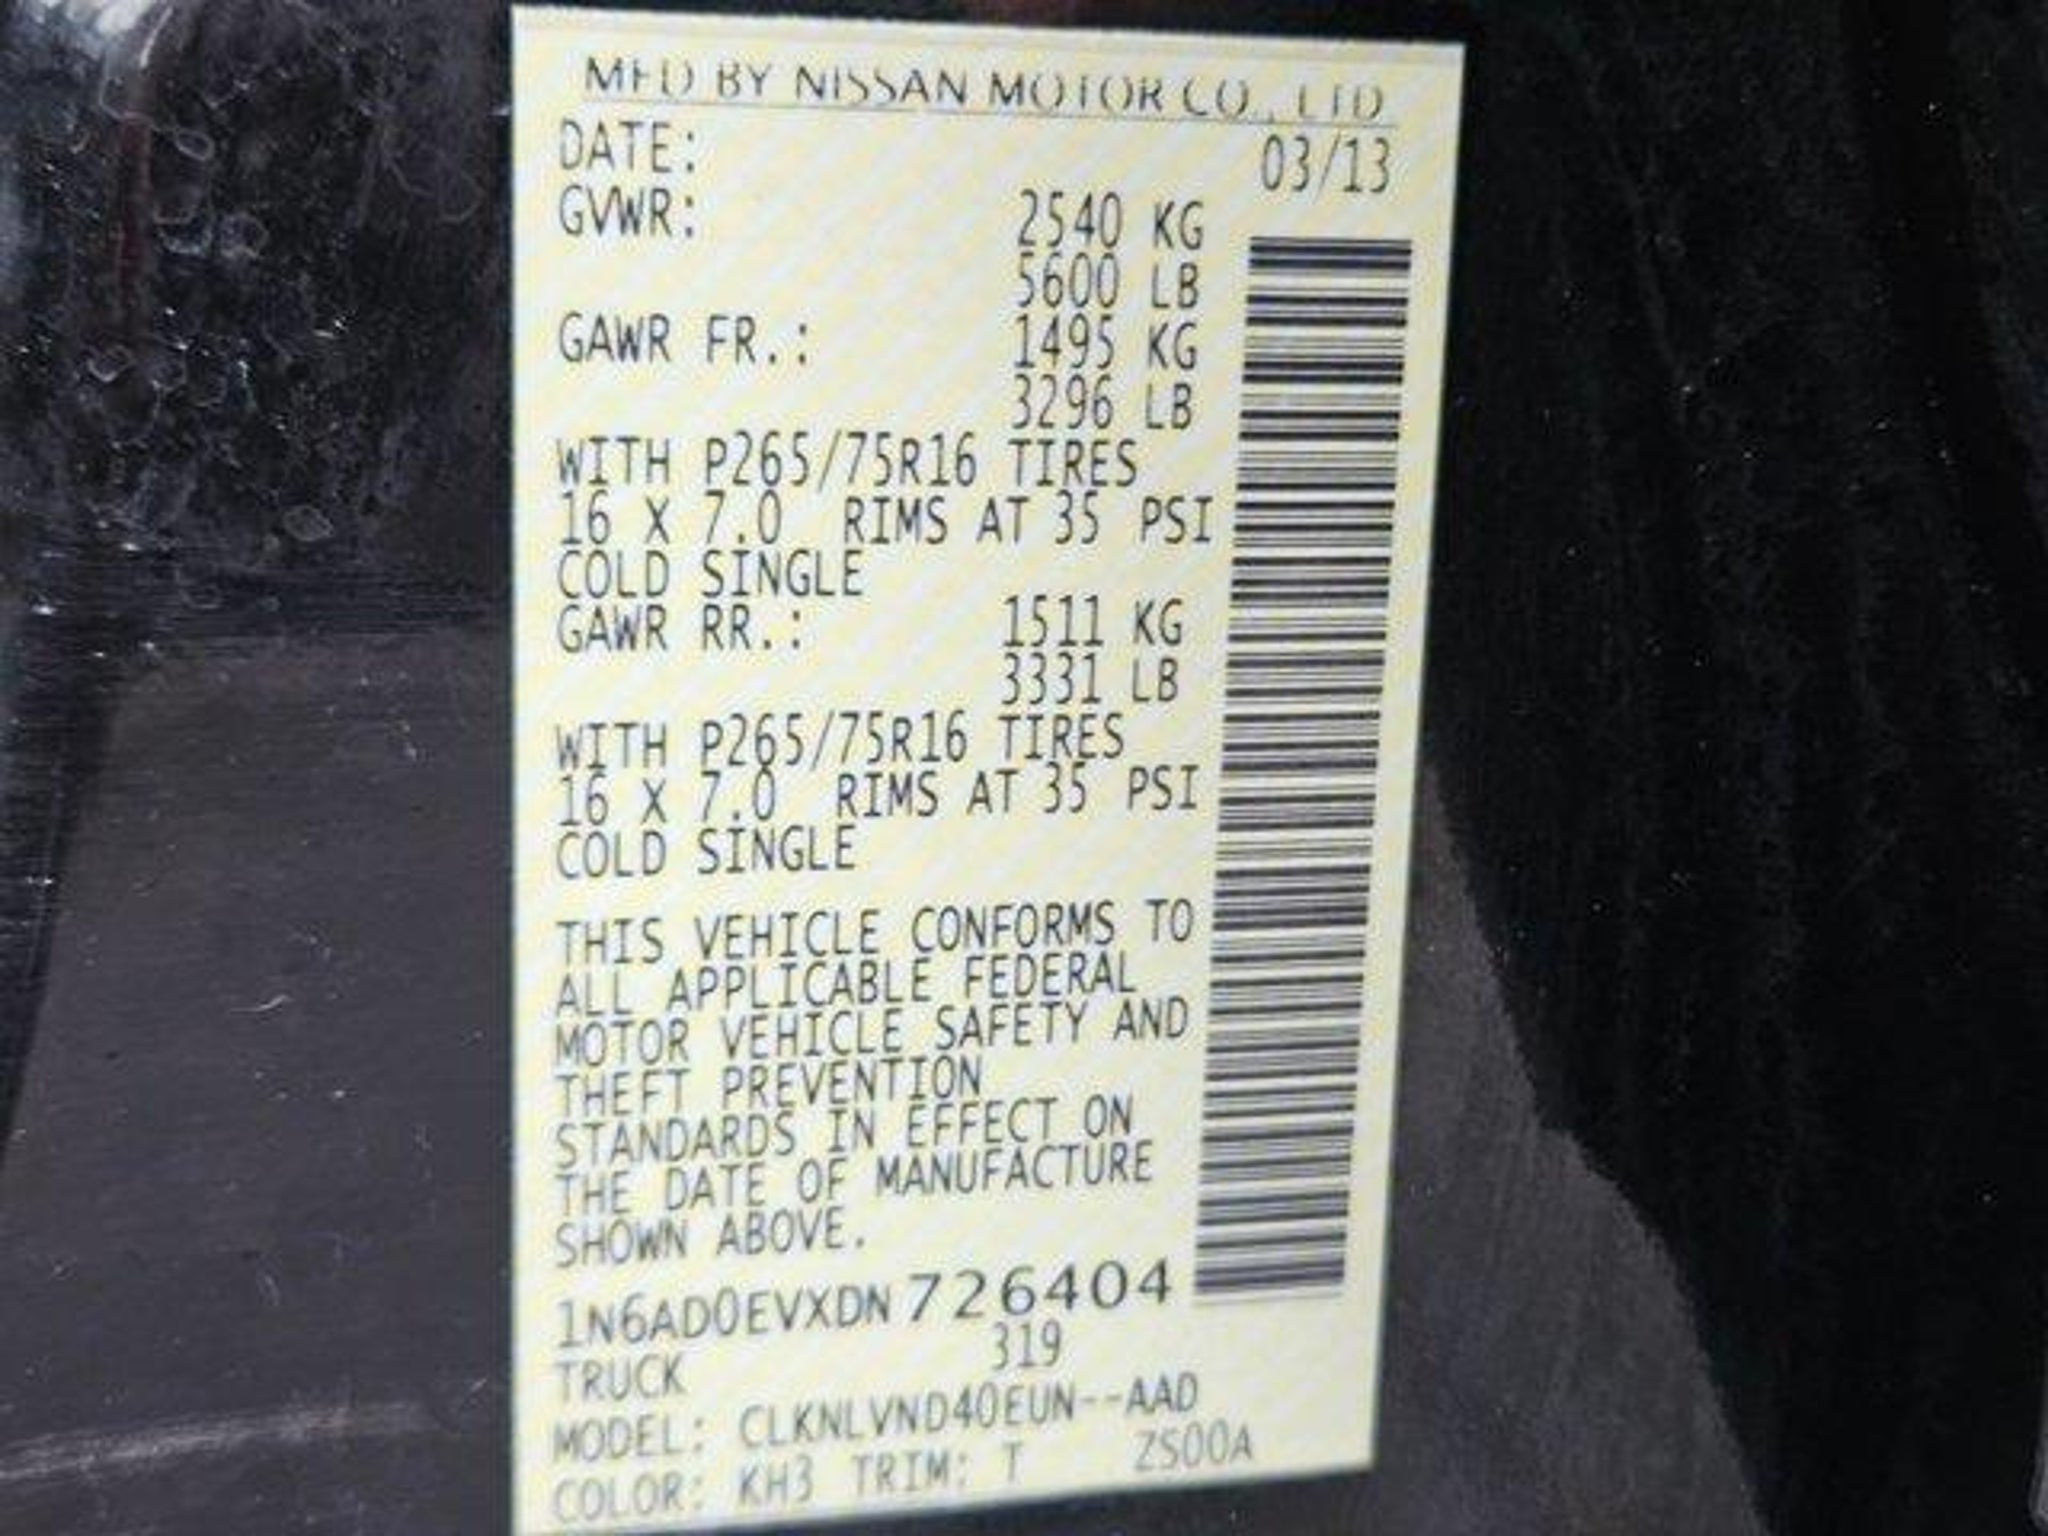 MFD BY NISSAN MOTOR CO., LTD
DATE: 03/13
GVWR: 2540 KG
5600 LB
GAWR FR.: 1495 KG
3296 LB
WITH P265/75R16 TIRES
16 X 7.0 RIMS AT 35 PSI
COLD SINGLE
GAWR RR.: 1511 KG
3331 LB
WITH P265/75R16 TIRES
16 X 7.0 RIMS AT 35 PSI
COLD SINGLE
THIS VEHICLE CONFORMS TO
ALL APPLICABLE FEDERAL
MOTOR VEHICLE SAFETY AND
THEFT PREVENTION
STANDARDS IN EFFECT ON
THE DATE OF MANUFACTURE
SHOWN ABOVE.
1N6AD0EVXDN726404
TRUCK 319
MODEL: CLKNLVND40EUN--AAD
COLOR: KH3 TRIM: T ZS00A